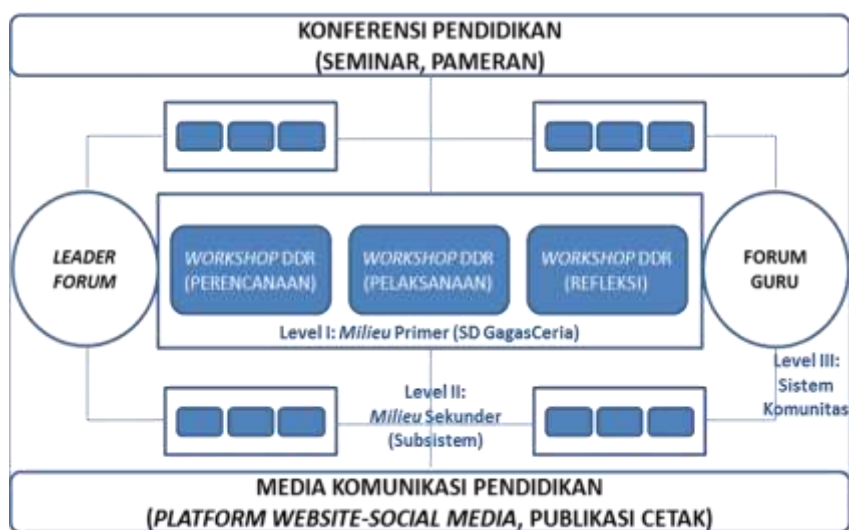 KONFERENSI PENDIDIKAN
(SEMINAR, PAMERAN)
LEADER
FORUM
WORKSHOP DDR
(PERENCANAAN)
WORKSHOP DDR
(PELAKSANAAN)
WORKSHOP DDR
(REFLEKSI)
FORUM
GURU
Level I: Milieu Primer (SD GagasCeria)
Level II:
Milieu Sekunder
(Subsistem)
Level III:
Sistem
Komunitas
MEDIA KOMUNIKASI PENDIDIKAN
(PLATFORM WEBSITE-SOCIAL MEDIA, PUBLIKASI CETAK)